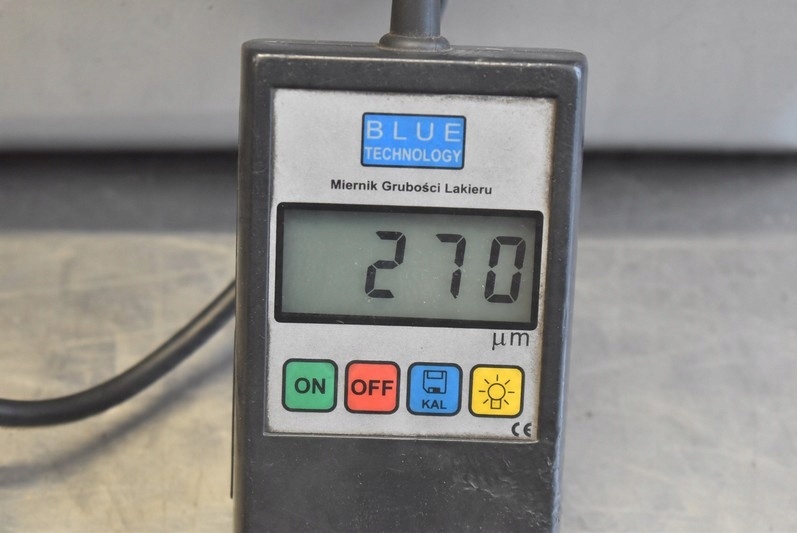 BLUE
TECHNOLOGY
Miernik Grubości Lakieru
270
μm
ON OFF KAL
CE